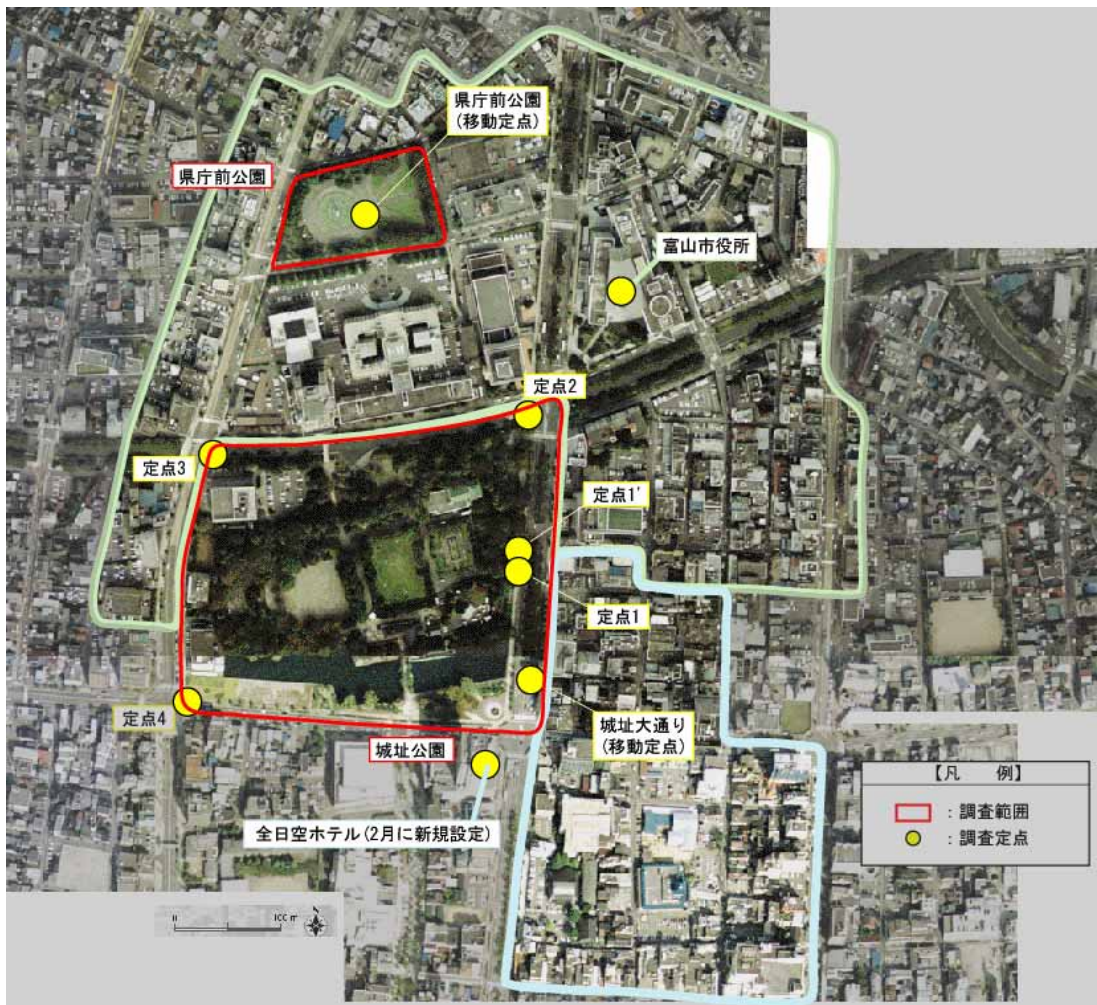 県庁前公園
(移動定点)
県庁前公園
富山市役所
定点2
定点3
定点1'
定点1
定点4
城址大通り
(移動定点)
城址公園
全日空ホテル(2月に新規設定)
【凡 例】
:調査範囲
:調査定点
0 100 m